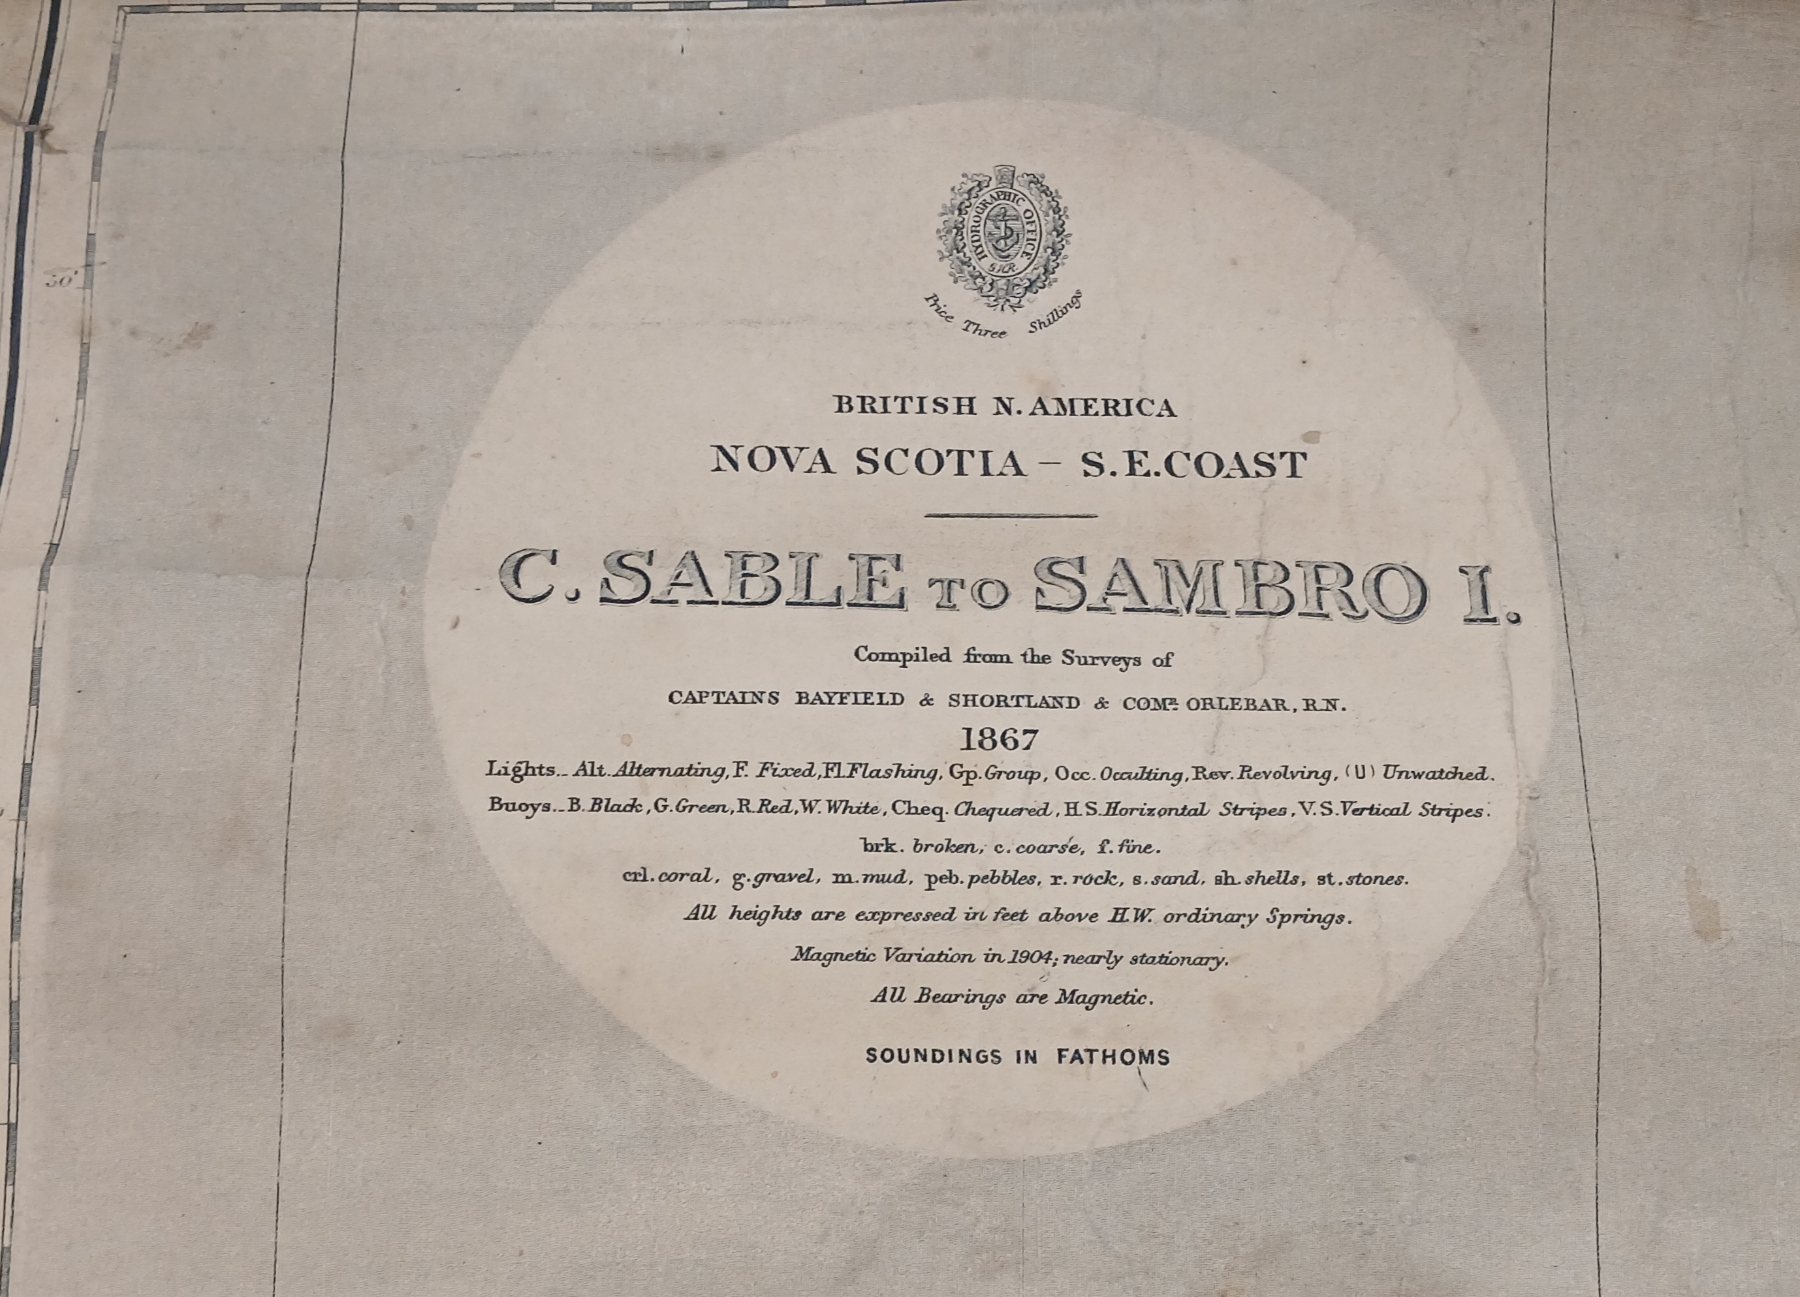 HYDROGRAPHIC OFFICE
Price Three Shillings
BRITISH N. AMERICA
NOVA SCOTIA – S.E. COAST
C. SABLE TO SAMBRO I.
Compiled from the Surveys of
CAPTAINS BAYFIELD & SHORTLAND & COMR. ORLEBAR, R.N.
1867
Lights.. Alt. Alternating, F. Fixed, Fl. Flashing, Gp. Group, Occ. Occulting, Rev. Revolving, (U) Unwatched.
Buoys.. B. Black, G. Green, R. Red, W. White, Cheq. Chequered, H.S. Horizontal Stripes, V.S. Vertical Stripes.
brk. broken, c. coarse, f. fine.
crl. coral, g. gravel, m. mud, peb. pebbles, r. rock, s. sand, sh. shells, st. stones.
All heights are expressed in feet above H.W. ordinary Springs.
Magnetic Variation in 1904; nearly stationary.
All Bearings are Magnetic.
SOUNDINGS IN FATHOMS